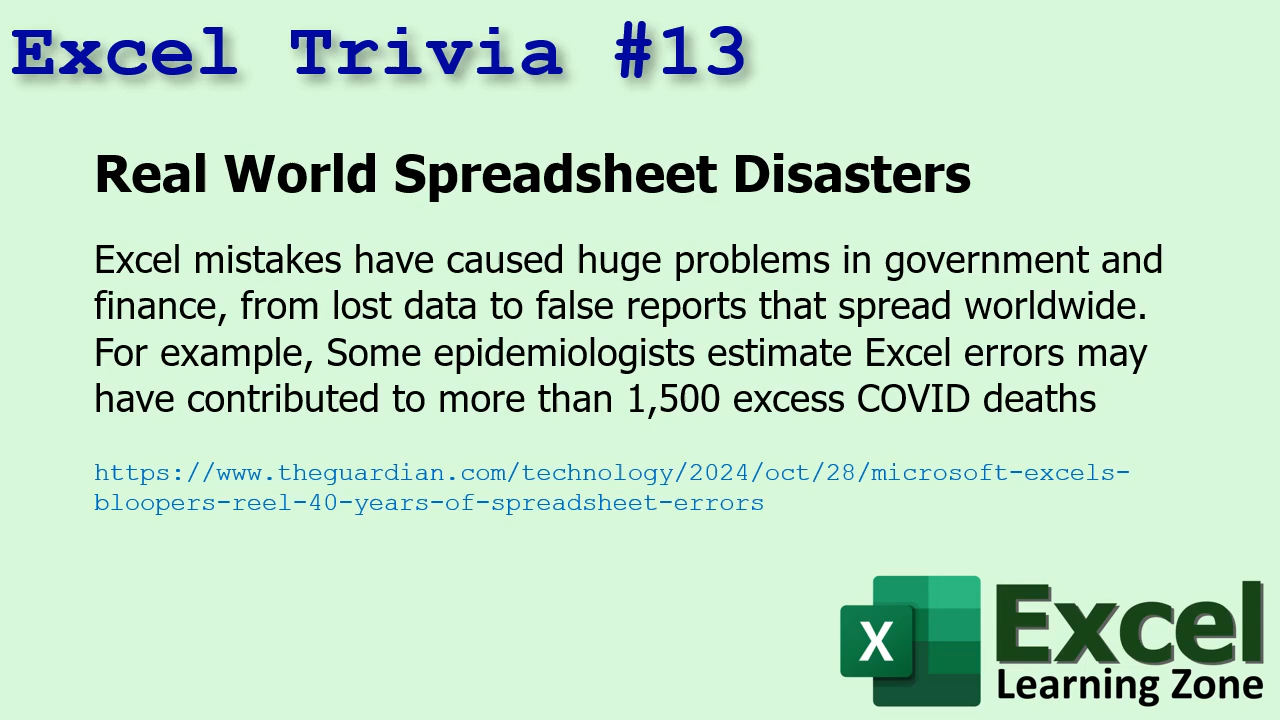 Excel Trivia #13
Real World Spreadsheet Disasters
Excel mistakes have caused huge problems in government and
finance, from lost data to false reports that spread worldwide.
For example, Some epidemiologists estimate Excel errors may
have contributed to more than 1,500 excess COVID deaths
https://www.theguardian.com/technology/2024/oct/28/microsoft-excels-
bloopers-reel-40-years-of-spreadsheet-errors
X
Excel
Learning Zone